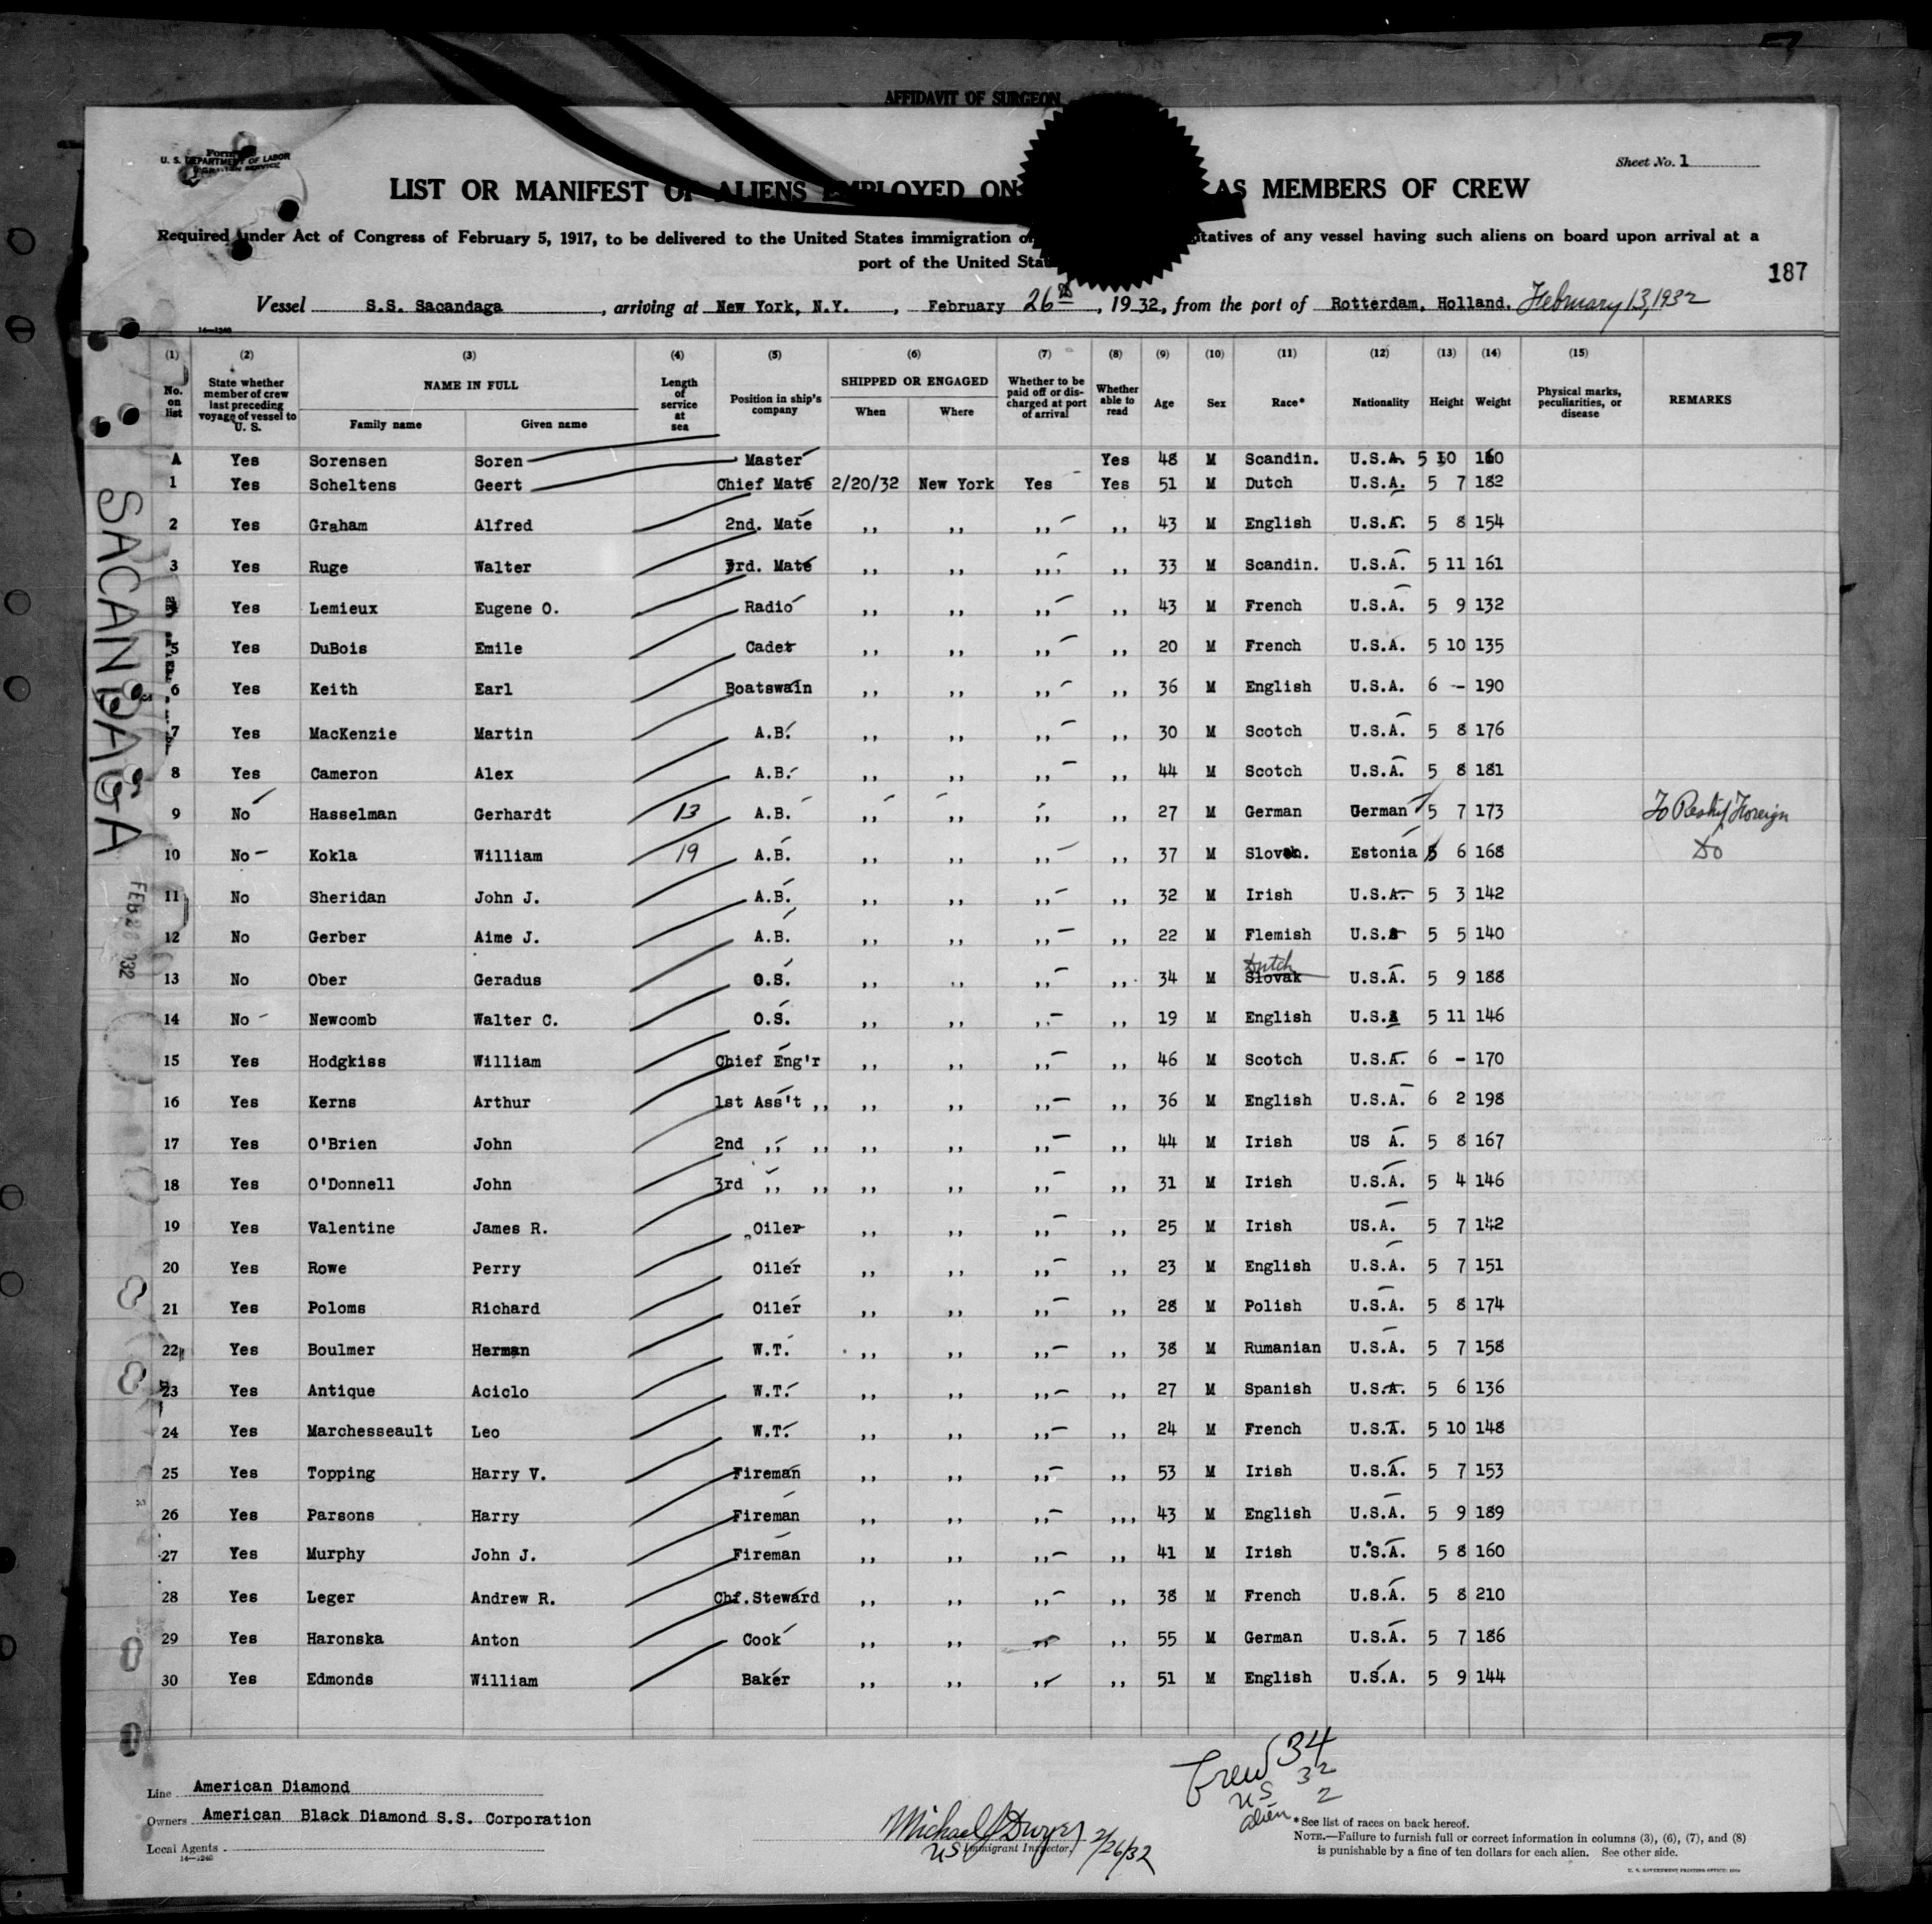 AFFIDAVIT OF SURGEON
U. S. DEPARTMENT OF LABOR
Sheet No. 1
LIST OR MANIFEST OF ALIENS EMPLOYED ON AS MEMBERS OF CREW
Required under Act of Congress of February 5, 1917, to be delivered to the United States immigration of any vessel having such aliens on board upon arrival at a
port of the United
187
Vessel S.S. Sacandaga, arriving at New York, N.Y., February 26th, 1932, from the port of Rotterdam, Holland. February 13, 1932
14—1240
(1) (2) (3) (4) (5) (6) (7) (8) (9) (10) (11) (12) (13) (14) (15)
No. on list State whether member of crew last preceding voyage of vessel to U. S. NAME IN FULL Length of service at sea Position in ship's company SHIPPED OR ENGAGED Whether to be paid off or discharged at port of arrival Whether able to read Age Sex Race* Nationality Height Weight Physical marks, peculiarities, or disease REMARKS
Family name Given name When Where
A Yes Sorensen Soren Master Yes 48 M Scandin. U.S.A. 5 10 160
1 Yes Scheltens Geert Chief Mate 2/20/32 New York Yes Yes 51 M Dutch U.S.A. 5 7 182
2 Yes Graham Alfred 2nd. Mate ,, ,, ,, ,, 43 M English U.S.A. 5 8 154
3 Yes Ruge Walter 3rd. Mate ,, ,, ,, ,, 33 M Scandin. U.S.A. 5 11 161
4 Yes Lemieux Eugene O. Radio ,, ,, ,, ,, 43 M French U.S.A. 5 9 132
5 Yes DuBois Emile Cadet ,, ,, ,, ,, 20 M French U.S.A. 5 10 135
6 Yes Keith Earl Boatswain ,, ,, ,, ,, 36 M English U.S.A. 6 - 190
7 Yes MacKenzie Martin A.B. ,, ,, ,, ,, 30 M Scotch U.S.A. 5 8 176
8 Yes Cameron Alex A.B. ,, ,, ,, ,, 44 M Scotch U.S.A. 5 8 181
9 No Hasselman Gerhardt 13 A.B. ,, ,, ,, ,, 27 M German German 5 7 173 To Reship Foreign
10 No Kokla William 19 A.B. ,, ,, ,, ,, 37 M Slovak. Estonia 5 6 168 Do
11 No Sheridan John J. A.B. ,, ,, ,, ,, 32 M Irish U.S.A. 5 3 142
12 No Gerber Aime J. A.B. ,, ,, ,, ,, 22 M Flemish U.S.A 5 5 140
13 No Ober Geradus O.S. ,, ,, ,, ,, 34 M Slovak Dutch U.S.A. 5 9 188
14 No Newcomb Walter C. O.S. ,, ,, ,, ,, 19 M English U.S.A 5 11 146
15 Yes Hodgkiss William Chief Eng'r ,, ,, ,, ,, 46 M Scotch U.S.A. 6 - 170
16 Yes Kerns Arthur 1st Ass't ,, ,, ,, ,, ,, 36 M English U.S.A. 6 2 198
17 Yes O'Brien John 2nd ,, ,, ,, ,, ,, ,, 44 M Irish US A. 5 8 167
18 Yes O'Donnell John 3rd ,, ,, ,, ,, ,, ,, 31 M Irish U.S.A. 5 4 146
19 Yes Valentine James R. Oiler ,, ,, ,, ,, 25 M Irish US.A. 5 7 142
20 Yes Rowe Perry Oiler ,, ,, ,, ,, 23 M English U.S.A. 5 7 151
21 Yes Poloms Richard Oiler ,, ,, ,, ,, 28 M Polish U.S.A. 5 8 174
22 Yes Boulmer Herman W.T. ,, ,, ,, ,, 38 M Rumanian U.S.A. 5 7 158
23 Yes Antique Aciclo W.T. ,, ,, ,, ,, 27 M Spanish U.S.A. 5 6 136
24 Yes Marchesseault Leo W.T. ,, ,, ,, ,, 24 M French U.S.A. 5 10 148
25 Yes Topping Harry V. Fireman ,, ,, ,, ,, 53 M Irish U.S.A. 5 7 153
26 Yes Parsons Harry Fireman ,, ,, ,, ,,, 43 M English U.S.A. 5 9 189
27 Yes Murphy John J. Fireman ,, ,, ,, ,, 41 M Irish U.S.A. 5 8 160
28 Yes Leger Andrew R. Chf.Steward ,, ,, ,, ,, 38 M French U.S.A. 5 8 210
29 Yes Haronska Anton Cook ,, ,, ,, ,, 55 M German U.S.A. 5 7 186
30 Yes Edmonds William Baker ,, ,, ,, ,, 51 M English U.S.A. 5 9 144
SACANDAGA
Crew 34
US 32
alien 2
Line American Diamond
Owners American Black Diamond S.S. Corporation
Local Agents
14—1240
Michael J Dwyer 2/26/32
US Immigrant Inspector.
*See list of races on back hereof.
NOTE.—Failure to furnish full or correct information in columns (3), (6), (7), and (8)
is punishable by a fine of ten dollars for each alien. See other side.